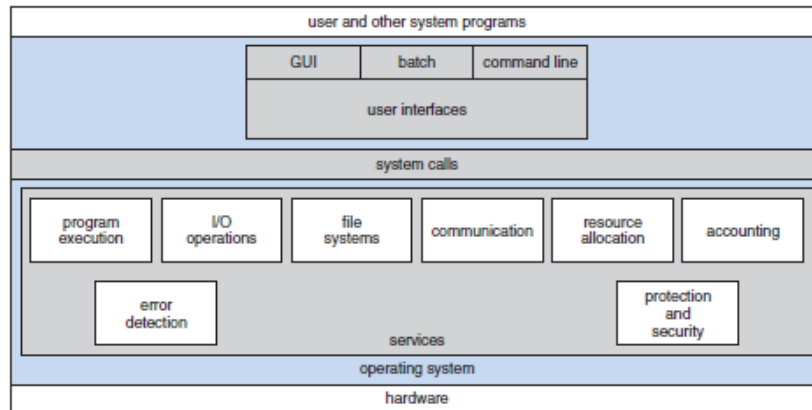 user and other system programs
GUI batch command line
user interfaces
system calls
program execution
I/O operations
file systems
communication
resource allocation
accounting
error detection
protection and security
services
operating system
hardware